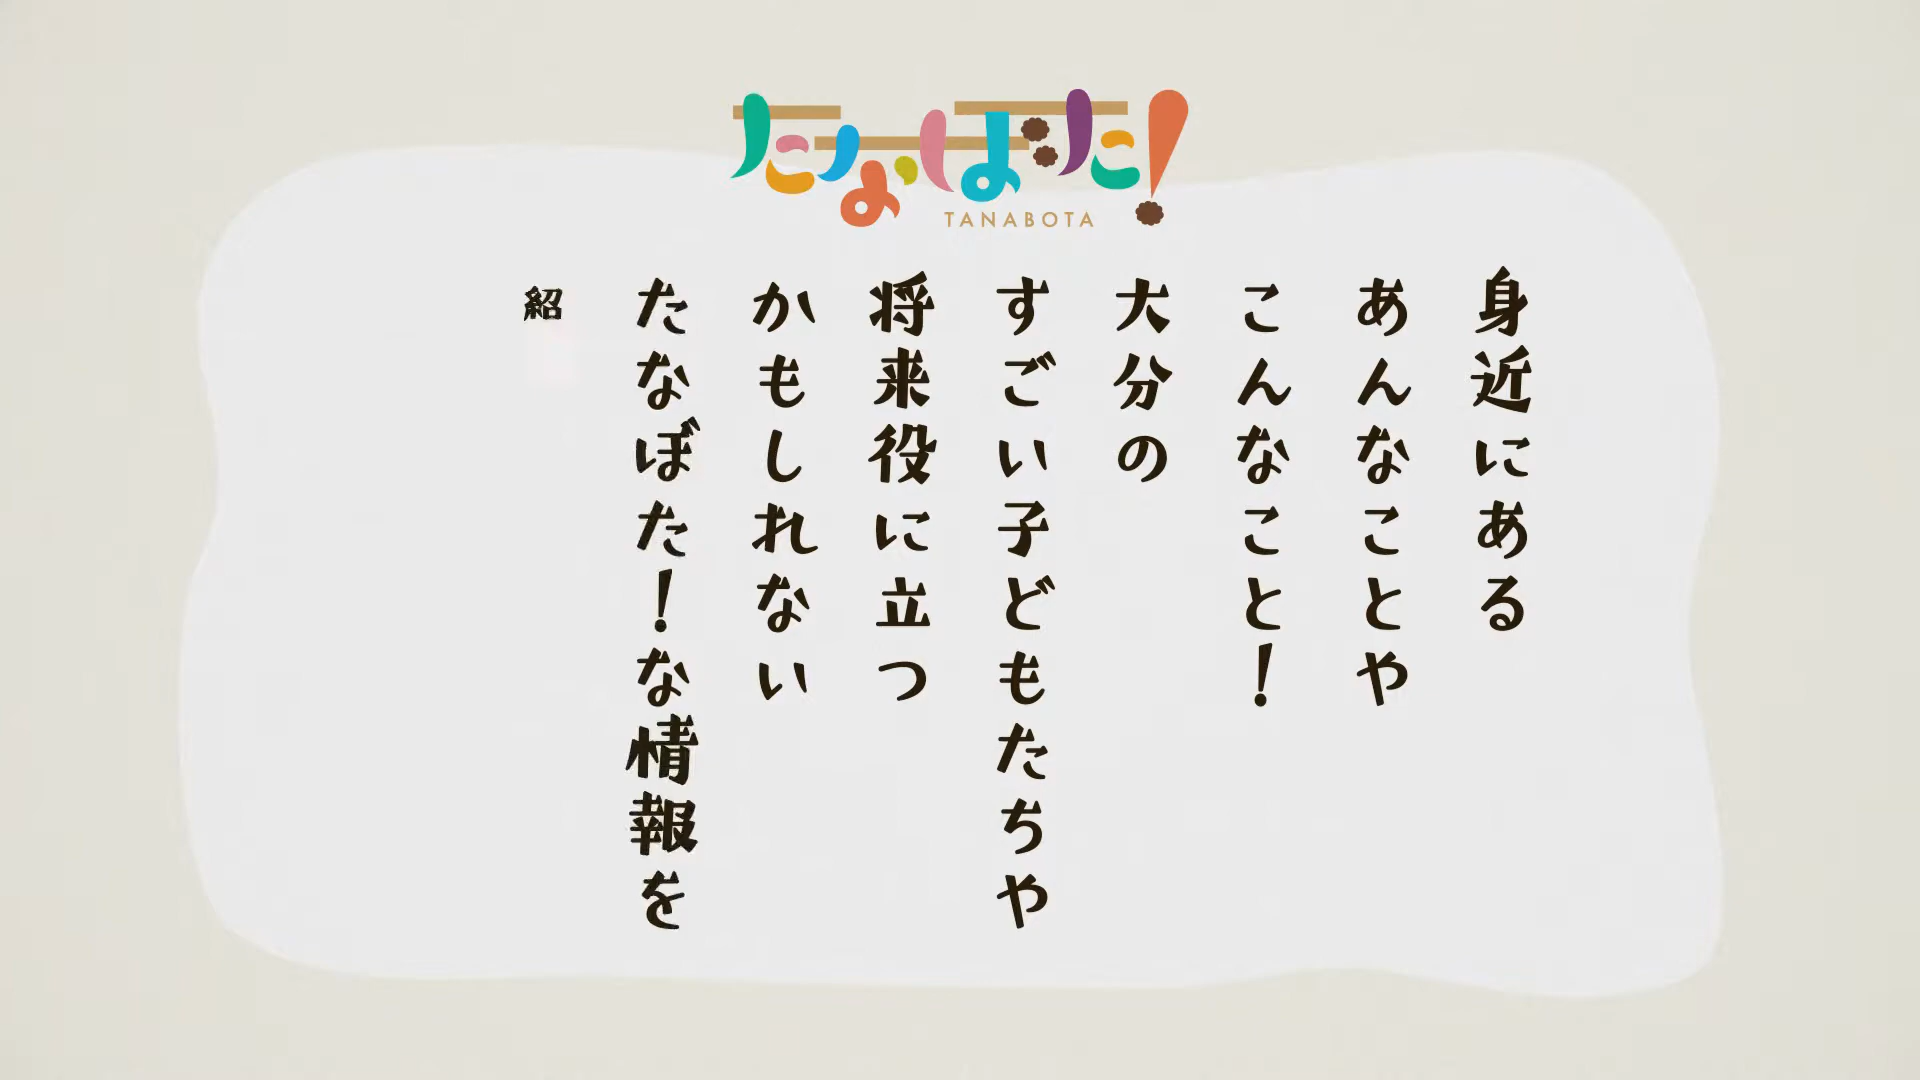 たなぼた!
TANABOTA
身近にある
あんなことや
こんなこと!
大分の
すごい子どもたちや
将来役に立つ
かもしれない
たなぼた!な情報を
紹